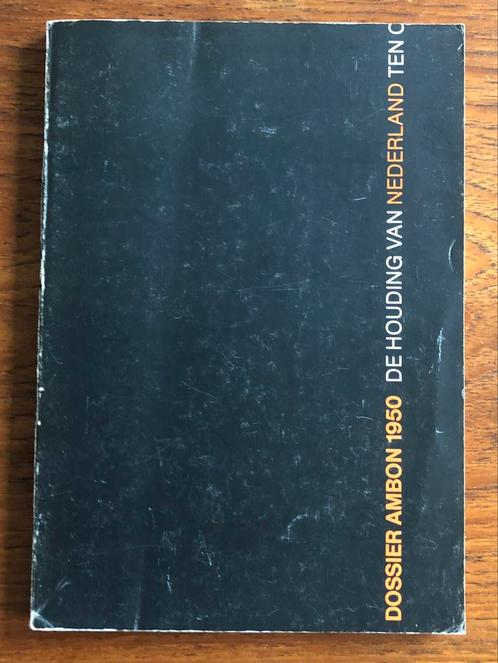 DOSSIER AMBON 1950 DE HOUDING VAN NEDERLAND TEN O